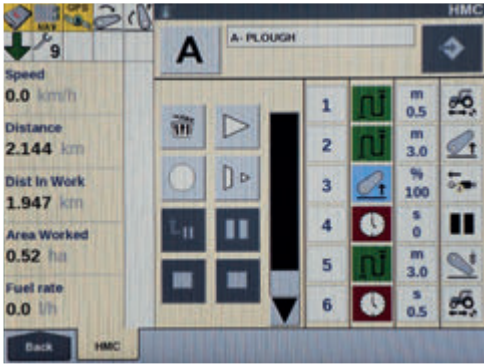 HMC
GPS
NAV
9
A
A- PLOUGH
Speed
0.0 km/h
Distance
2.144 km
Dist In Work
1.947 km
Area Worked
0.52 ha
Fuel rate
0.0 l/h
1 m 0.5
2 m 3.0
3 % 100
4 s 0
5 m 3.0
6 s 0.5
Back
HMC